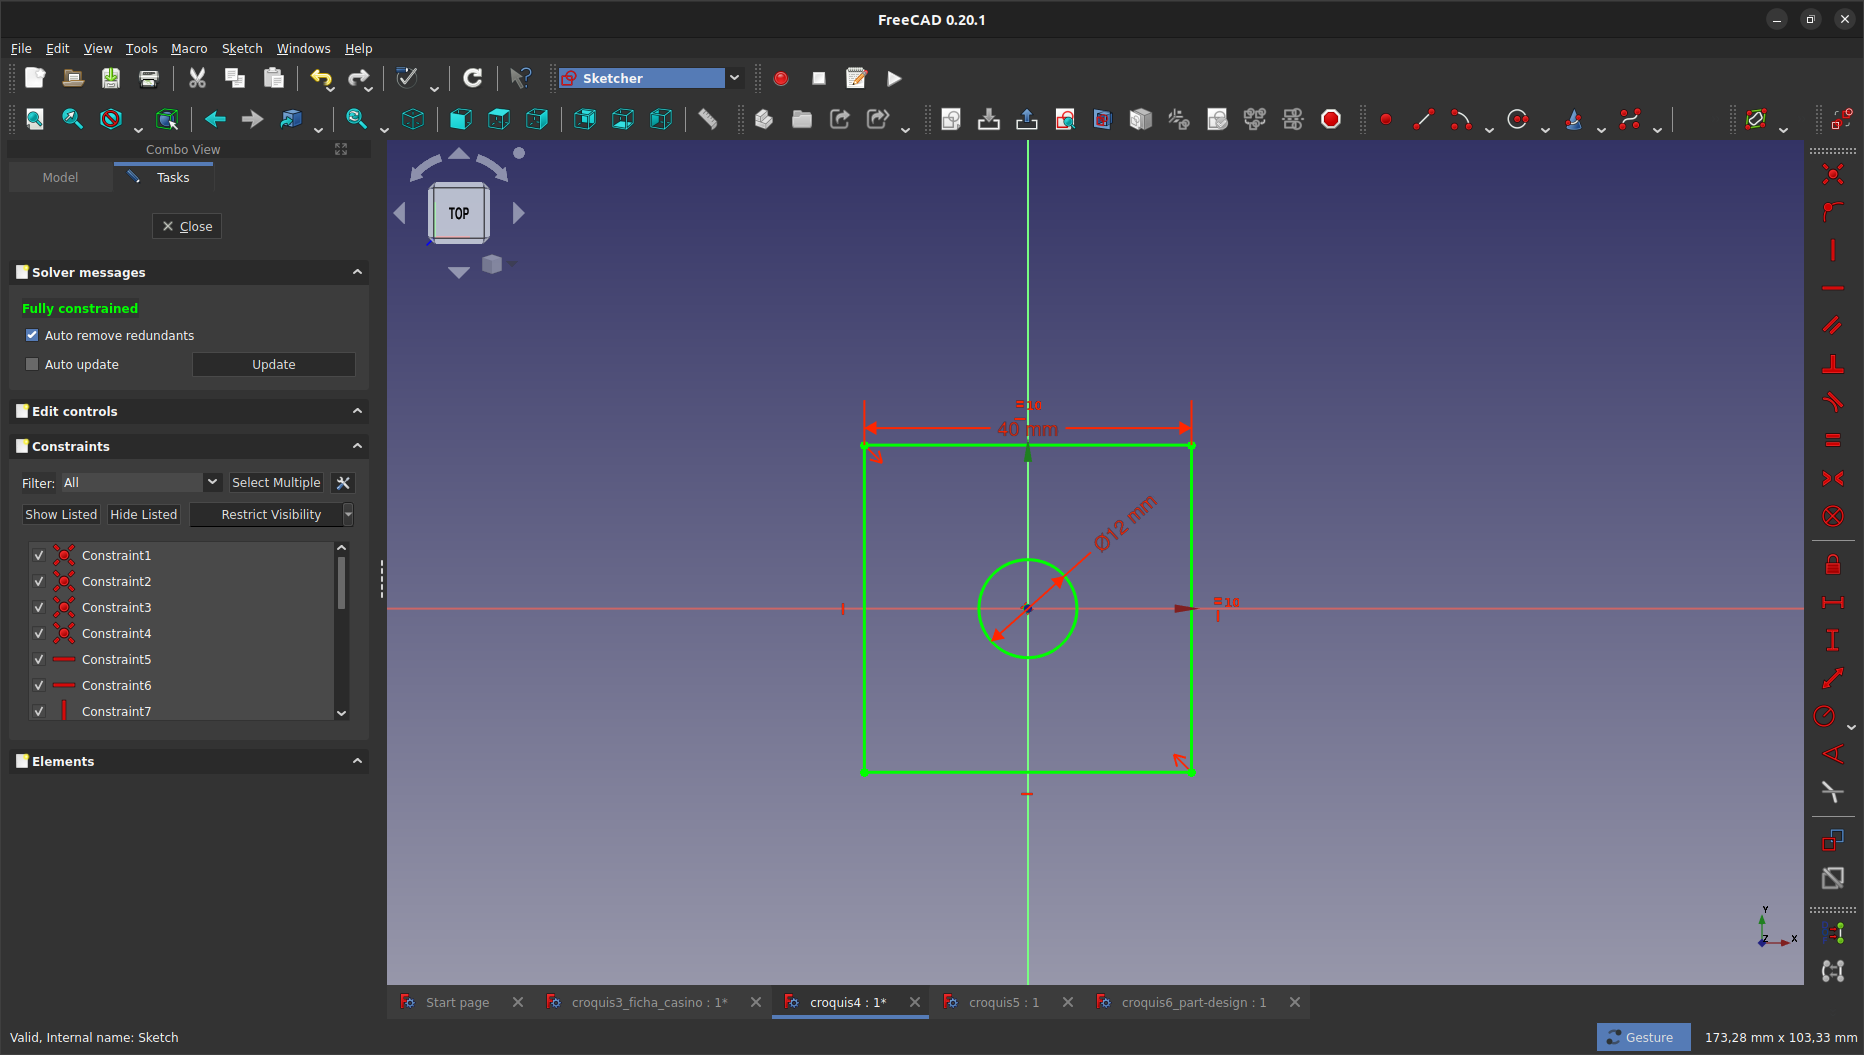 FreeCAD 0.20.1
File Edit View Tools Macro Sketch Windows Help
Sketcher
Combo View
Model Tasks
Close
Solver messages
Fully constrained
Auto remove redundants
Auto update Update
Edit controls
Constraints
Filter: All Select Multiple
Show Listed Hide Listed Restrict Visibility
Constraint1
Constraint2
Constraint3
Constraint4
Constraint5
Constraint6
Constraint7
Elements
TOP
10
40 mm
Ø12 mm
10
Y
Z X
Start page croquis3_ficha_casino : 1* croquis4 : 1* croquis5 : 1 croquis6_part-design : 1
Valid, Internal name: Sketch Gesture 173,28 mm x 103,33 mm